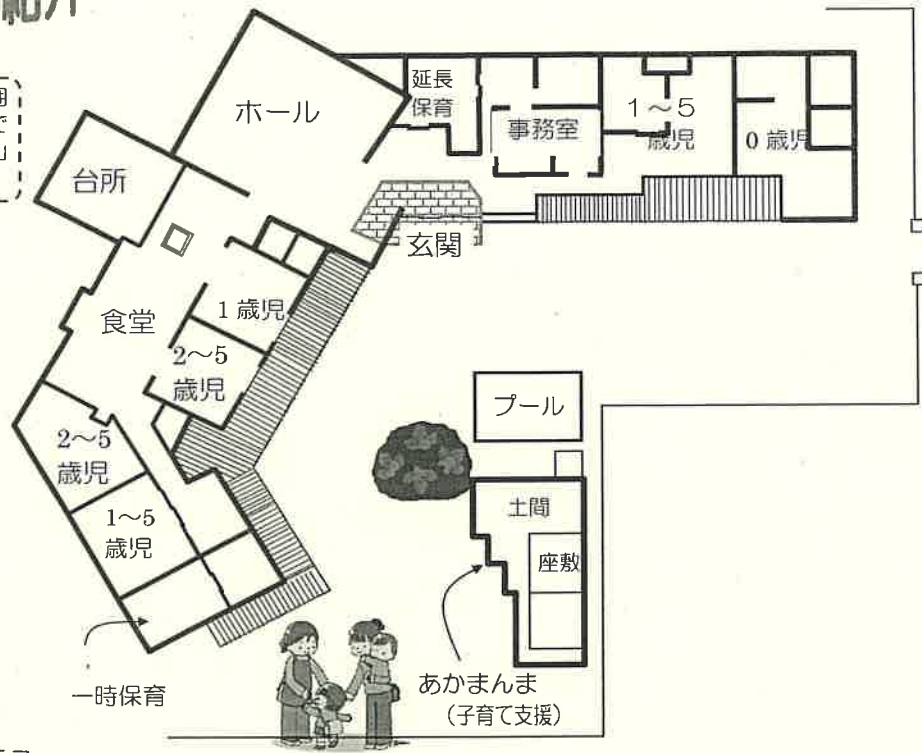 紹介
ホール
延長
保育
事務室
1～5
歳児
0歳児
台所
玄関
食堂
1歳児
2～5
歳児
プール
2～5
歳児
土間
1～5
歳児
座敷
一時保育
あかまんま
（子育て支援）